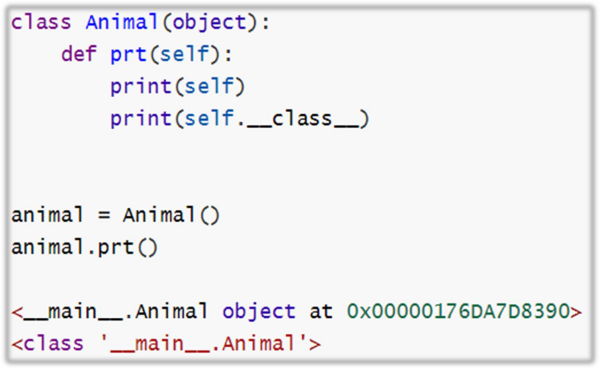 class Animal(object):
    def prt(self):
        print(self)
        print(self.__class__)
animal = Animal()
animal.prt()
<__main__.Animal object at 0x00000176DA7D8390>
<class '__main__.Animal'>